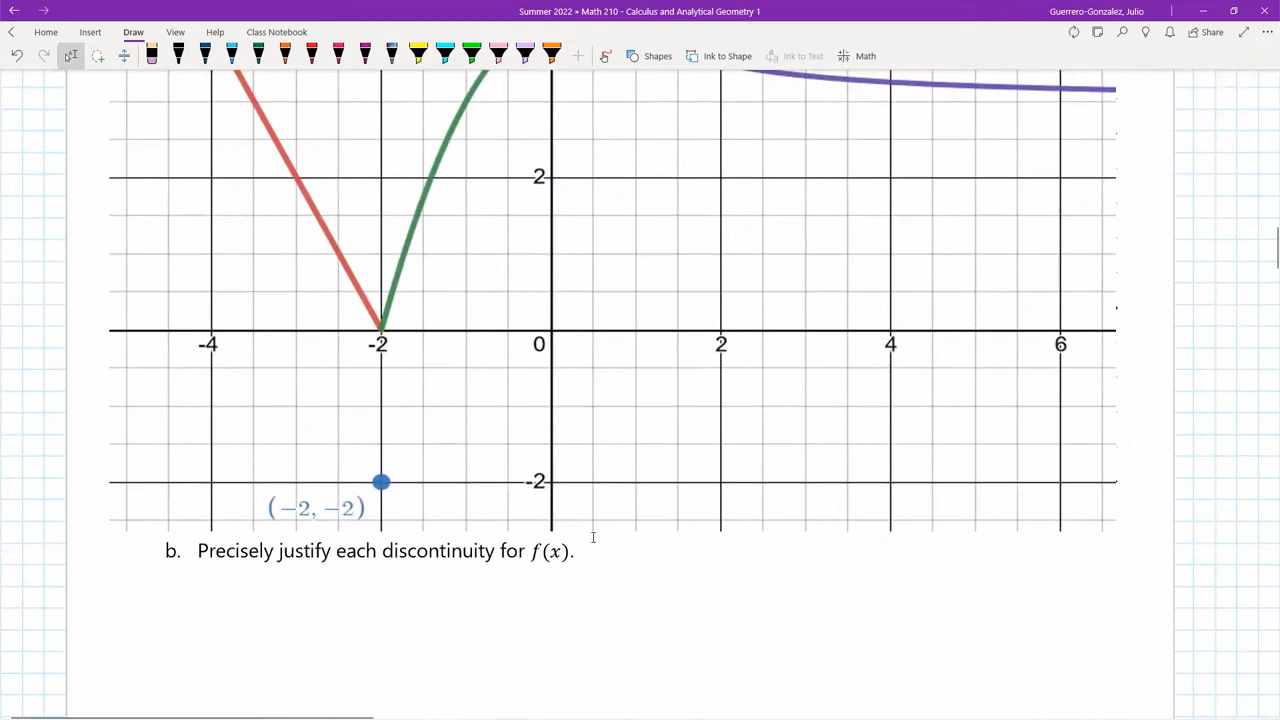 Summer 2022 » Math 210 - Calculus and Analytical Geometry 1
Guerrero-Gonzalez, Julio
Home Insert Draw View Help Class Notebook
Share
Shapes Ink to Shape Ink to Text Math
2
-4 -2 0 2 4 6
-2
(−2, −2)
b. Precisely justify each discontinuity for f(x).